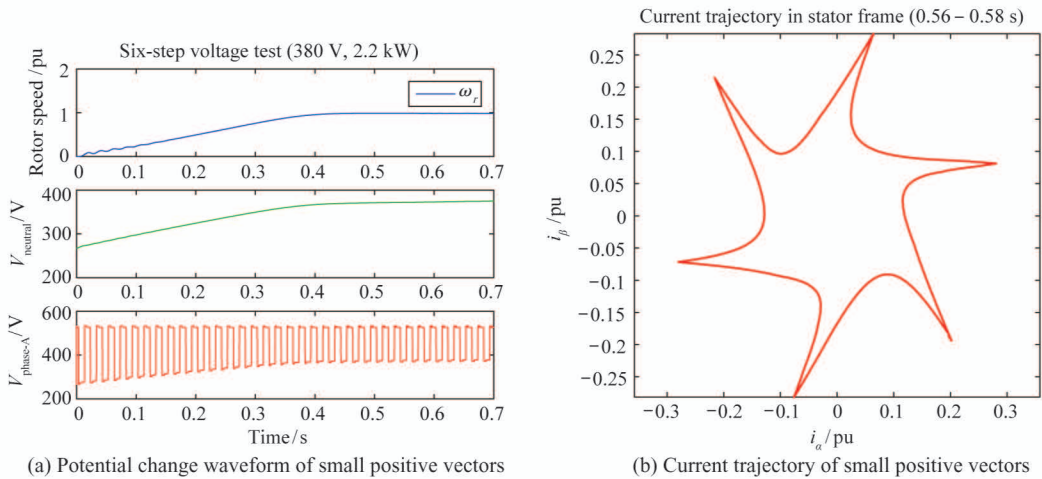 Six-step voltage test (380 V, 2.2 kW)
Rotor speed /pu
2
1
0
ω_r
0 0.1 0.2 0.3 0.4 0.5 0.6 0.7
V_neutral/V
400
300
200
0 0.1 0.2 0.3 0.4 0.5 0.6 0.7
V_phase-A/V
600
400
200
0 0.1 0.2 0.3 0.4 0.5 0.6 0.7
Time/s
(a) Potential change waveform of small positive vectors
Current trajectory in stator frame (0.56 – 0.58 s)
i_β/pu
0.25
0.2
0.15
0.1
0.05
0
−0.05
−0.1
−0.15
−0.2
−0.25
−0.3 −0.2 −0.1 0 0.1 0.2 0.3
i_α/pu
(b) Current trajectory of small positive vectors